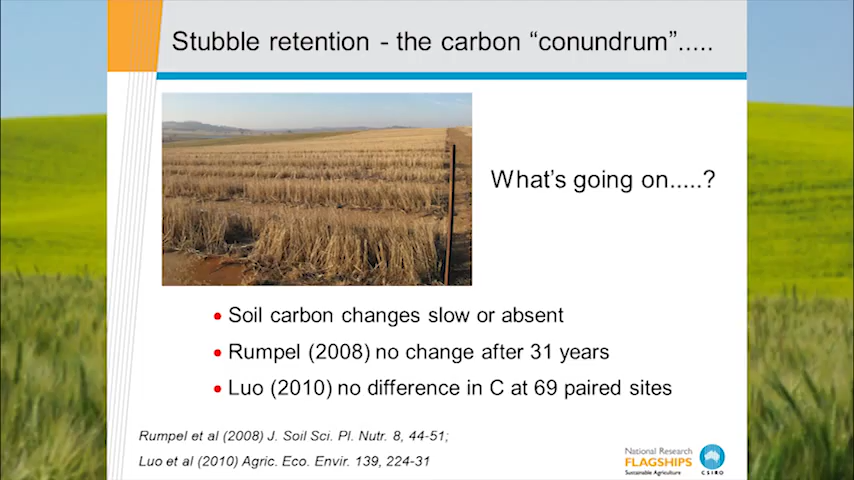 Stubble retention - the carbon “conundrum”.....
What’s going on.....?
• Soil carbon changes slow or absent
• Rumpel (2008) no change after 31 years
• Luo (2010) no difference in C at 69 paired sites
Rumpel et al (2008) J. Soil Sci. Pl. Nutr. 8, 44-51;
Luo et al (2010) Agric. Eco. Envir. 139, 224-31
National Research
FLAGSHIPS
Sustainable Agriculture
CSIRO